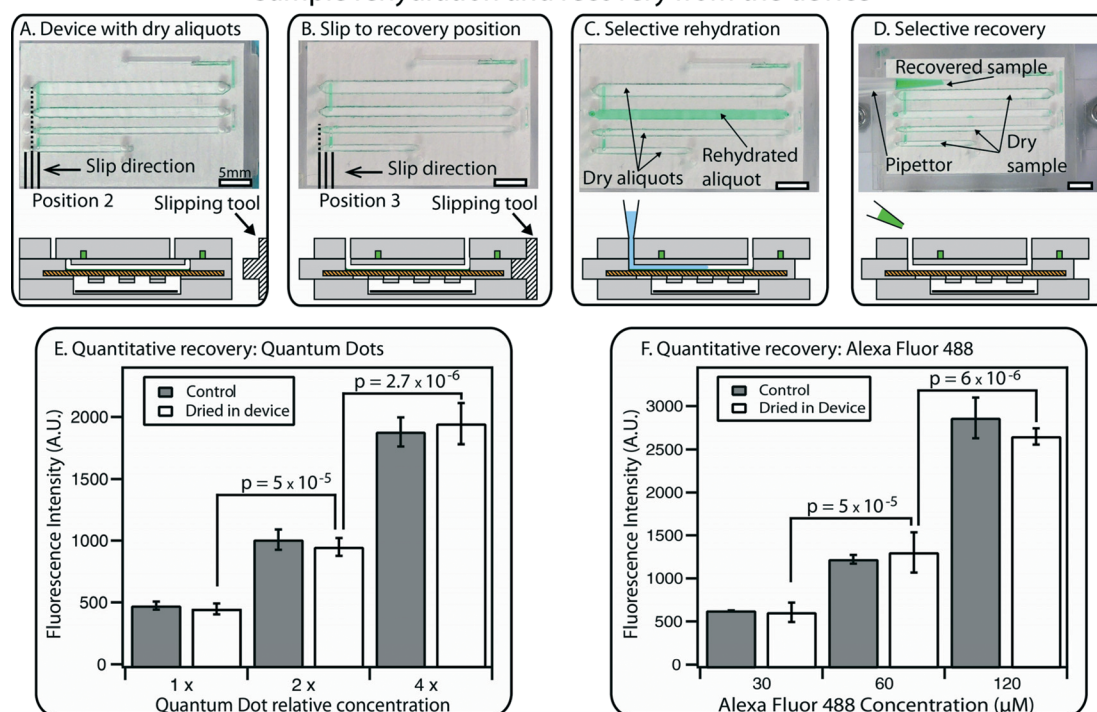 Sample rehydration and recovery from the device
A. Device with dry aliquots
Slip direction
5mm
Position 2
Slipping tool
B. Slip to recovery position
Slip direction
Position 3
Slipping tool
C. Selective rehydration
Dry aliquots
Rehydrated
aliquot
D. Selective recovery
Recovered sample
Pipettor
Dry
sample
E. Quantitative recovery: Quantum Dots
Control
Dried in device
p = 2.7 x 10-6
p = 5 x 10-5
Fluorescence Intensity (A.U.)
2000
1500
1000
500
0
1 x
2 x
4 x
Quantum Dot relative concentration
F. Quantitative recovery: Alexa Fluor 488
Control
Dried in Device
p = 6 x 10-6
p = 5 x 10-5
Fluorescence Intensity (A.U.)
3000
2500
2000
1500
1000
500
0
30
60
120
Alexa Fluor 488 Concentration (μM)